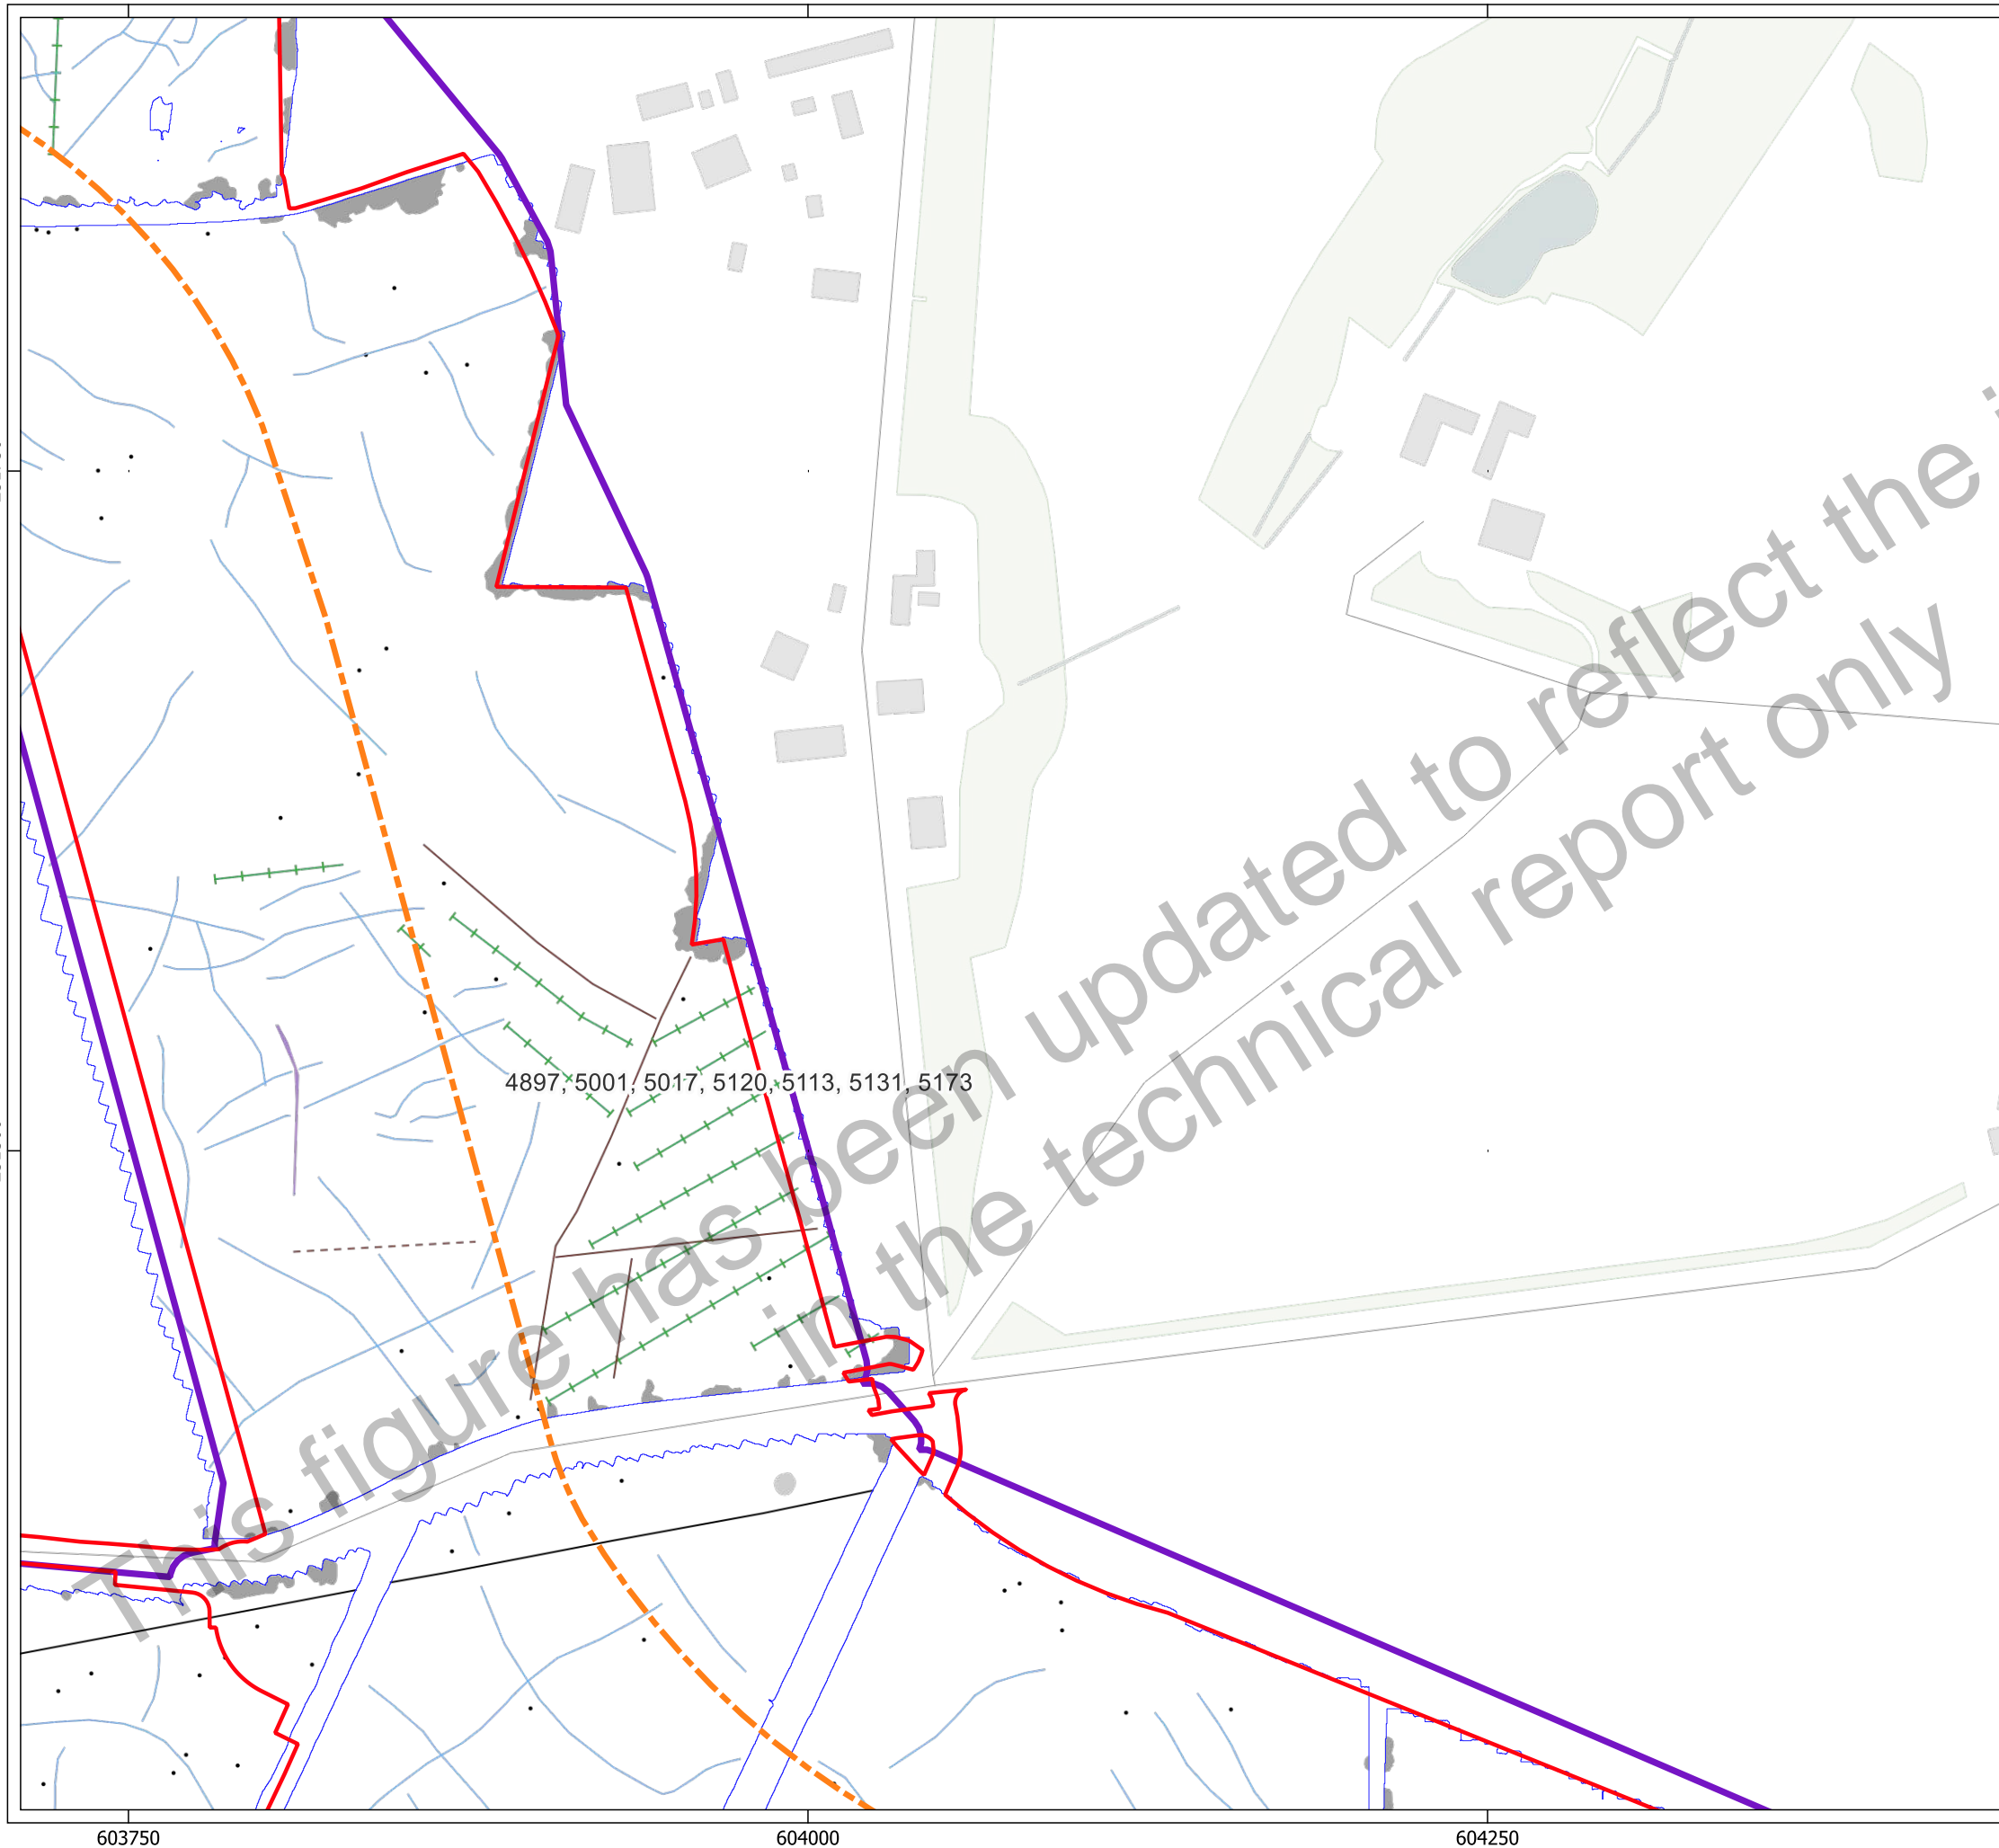 4897, 5001, 5017, 5120, 5113, 5131, 5173
This figure has been updated to reflect the
in the technical report only
603750 604000 604250